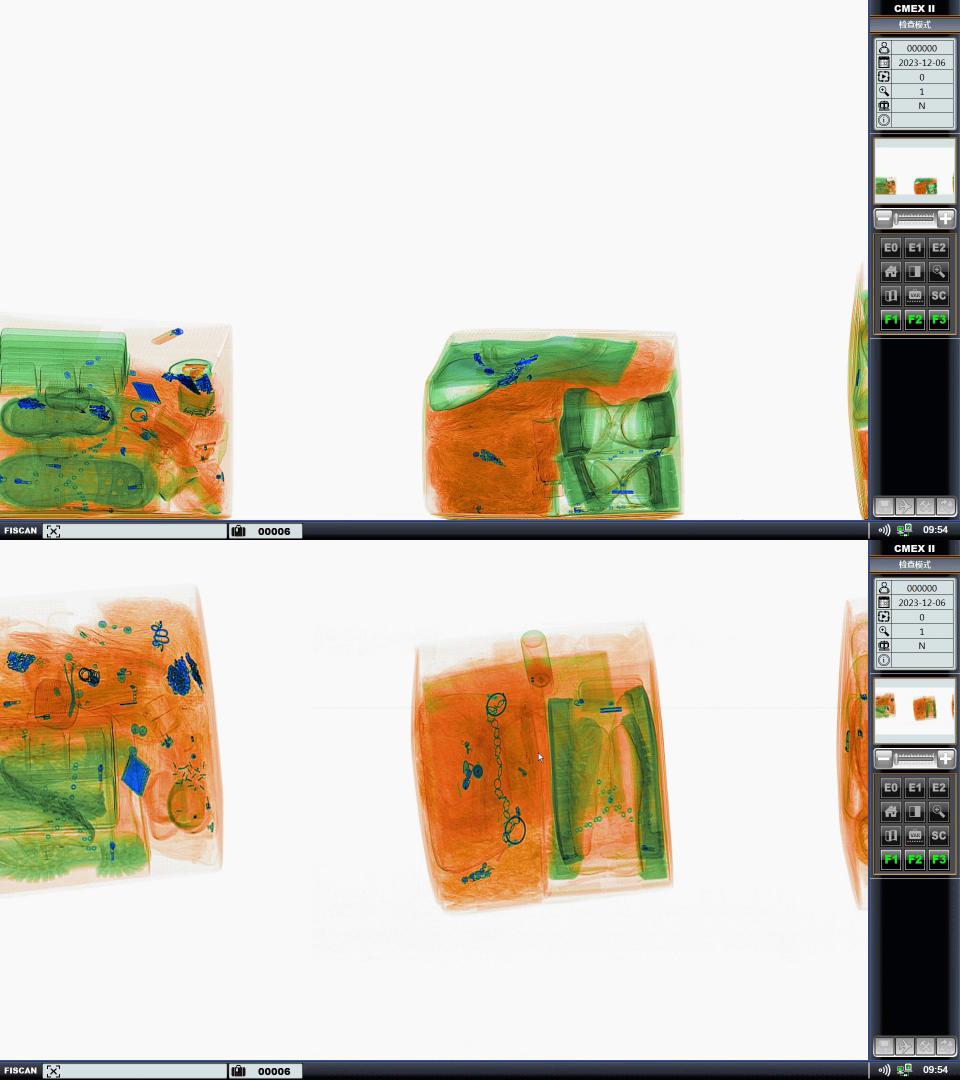 CMEX II
检查模式
000000
2023-12-06
0
1
N
E0 E1 E2
VAR SC
F1 F2 F3
FISCAN 00006 09:54
CMEX II
检查模式
000000
2023-12-06
0
1
N
E0 E1 E2
VAR SC
F1 F2 F3
FISCAN 00006 09:54